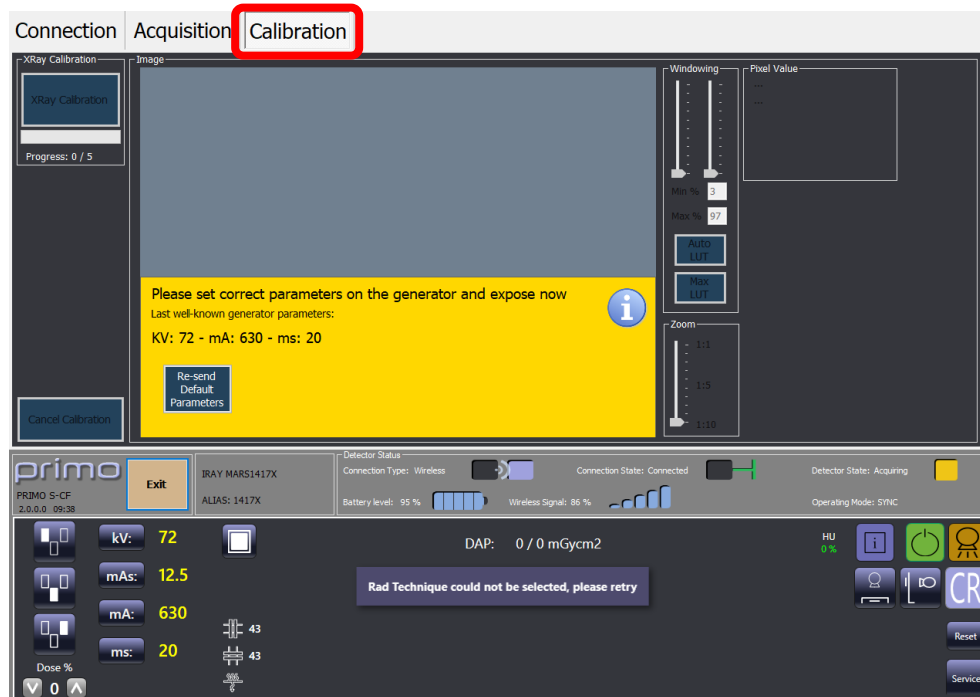 Connection Acquisition Calibration
XRay Calibration
XRay Calibration
Progress: 0 / 5
Cancel Calibration
Image
Please set correct parameters on the generator and expose now
Last well-known generator parameters:
KV: 72 - mA: 630 - ms: 20
Re-send
Default
Parameters
i
Windowing
Min % 3
Max % 97
Auto
LUT
Max
LUT
Zoom
1:1
1:5
1:10
Pixel Value
...
...
primo
PRIMO S-CF
2.0.0.0 09:38
Exit
IRAY MARS1417X
ALIAS: 1417X
Detector Status
Connection Type: Wireless
Connection State: Connected
Detector State: Acquiring
Battery level: 95 %
Wireless Signal: 86 %
Operating Mode: SYNC
kV: 72
mAs: 12.5
mA: 630
ms: 20
Dose %
0
43
43
DAP: 0 / 0 mGycm2
Rad Technique could not be selected, please retry
HU
0 %
i
CR
Reset
Service